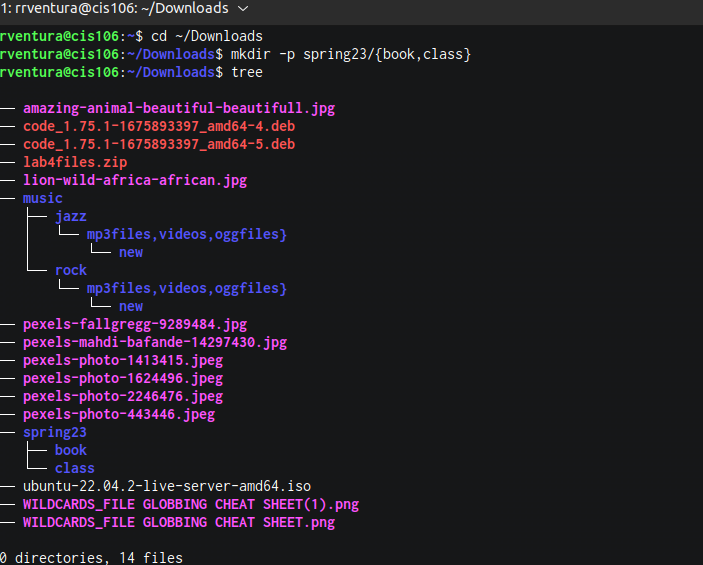 1: rrventura@cis106: ~/Downloads
rventura@cis106:~$ cd ~/Downloads
rventura@cis106:~/Downloads$ mkdir -p spring23/{book,class}
rventura@cis106:~/Downloads$ tree
── amazing-animal-beautiful-beautifull.jpg
── code_1.75.1-1675893397_amd64-4.deb
── code_1.75.1-1675893397_amd64-5.deb
── lab4files.zip
── lion-wild-africa-african.jpg
── music
├── jazz
└── mp3files,videos,oggfiles}
└── new
└── rock
└── mp3files,videos,oggfiles}
└── new
── pexels-fallgregg-9289484.jpg
── pexels-mahdi-bafande-14297430.jpg
── pexels-photo-1413415.jpeg
── pexels-photo-1624496.jpeg
── pexels-photo-2246476.jpeg
── pexels-photo-443446.jpeg
── spring23
├── book
└── class
── ubuntu-22.04.2-live-server-amd64.iso
── WILDCARDS_FILE GLOBBING CHEAT SHEET(1).png
── WILDCARDS_FILE GLOBBING CHEAT SHEET.png
0 directories, 14 files